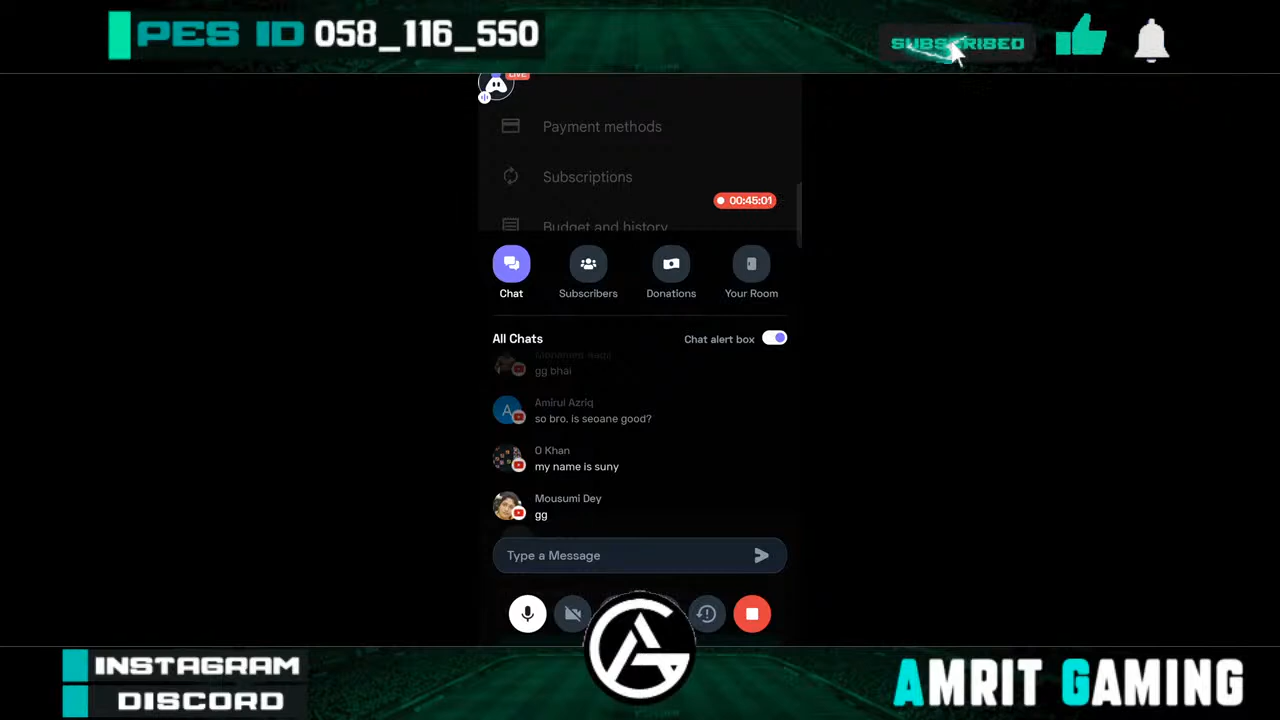 PES ID 058_116_550
SUBSCRIBED
LIVE
Payment methods
Subscriptions
00:45:01
Budget and history
Chat
Subscribers
Donations
Your Room
All Chats
Chat alert box
gg bhai
Amirul Azriq
so bro, is seoane good?
O Khan
my name is suny
Mousumi Dey
gg
Type a Message
INSTAGRAM
DISCORD
AMRIT GAMING